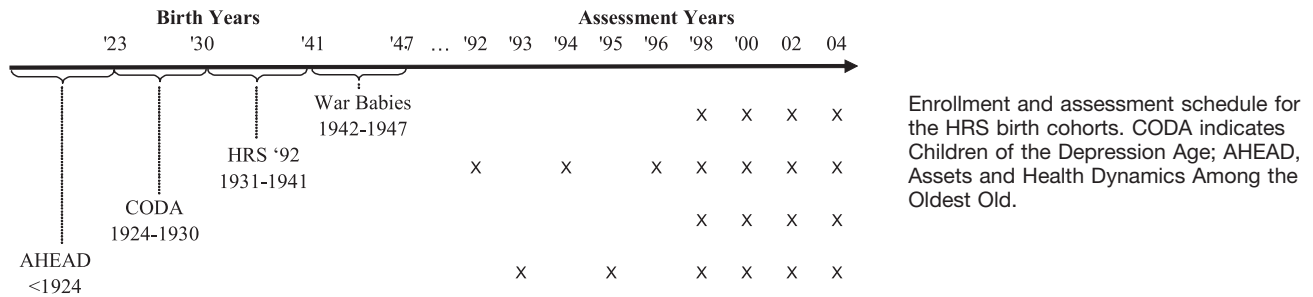 Birth Years Assessment Years
'23 '30 '41 '47 ... '92 '93 '94 '95 '96 '98 '00 02 04
War Babies
1942-1947
X X X X
HRS ‘92
1931-1941
X X X X X X X
CODA
1924-1930
X X X X
AHEAD
<1924
X X X X X X
Enrollment and assessment schedule for
the HRS birth cohorts. CODA indicates
Children of the Depression Age; AHEAD,
Assets and Health Dynamics Among the
Oldest Old.